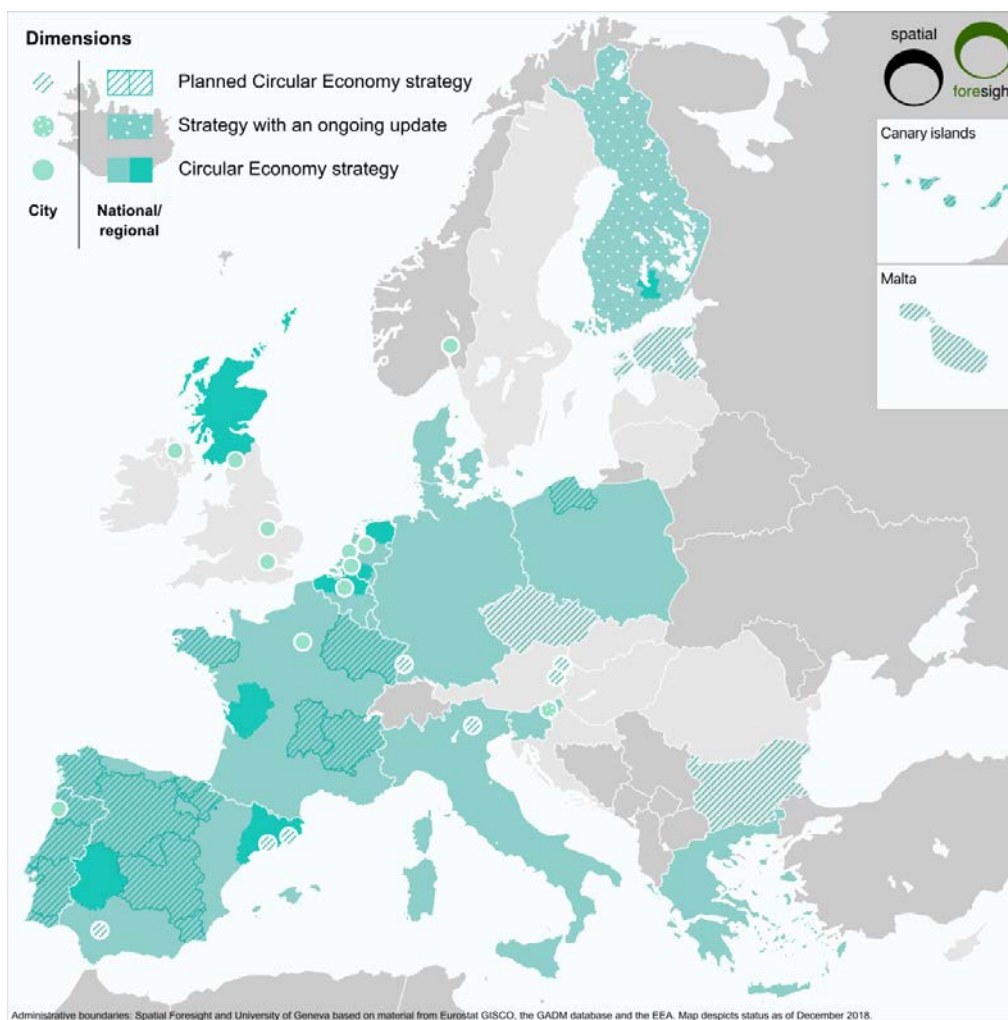 Dimensions
Planned Circular Economy strategy
Strategy with an ongoing update
Circular Economy strategy
City
National/
regional
spatial
foresight
Canary islands
Malta
Administrative boundaries: Spatial Foresight and University of Geneva based on material from Eurostat GISCO, the GADM database and the EEA. Map despicts status as of December 2018.